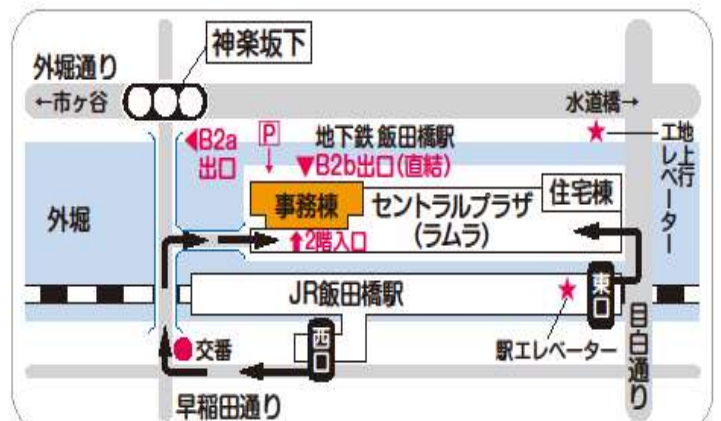 神楽坂下
外堀通り
←市ヶ谷
水道橋→
◀B2a
出口
P
地下鉄 飯田橋駅
▼B2b出口(直結)
★
地上行
エレベーター
事務棟
セントラルプラザ
(ラムラ)
住宅棟
外堀
⬆2階入口
JR飯田橋駅
★
東口
西口
交番
駅エレベーター
目白通り
早稲田通り